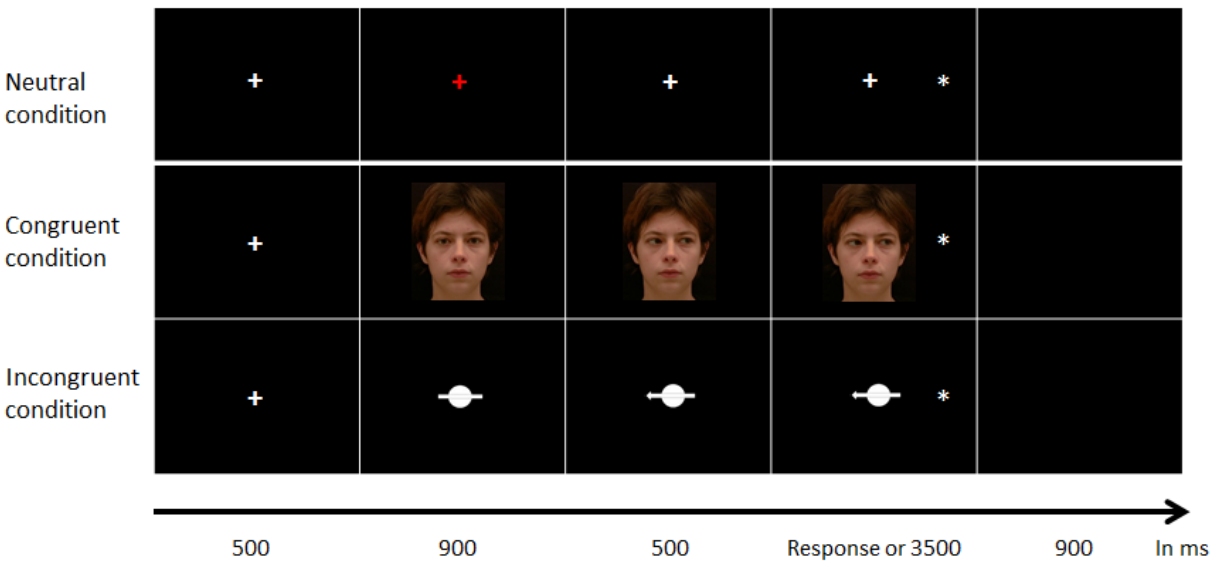 Neutral
condition
+ + + + *
Congruent
condition
+ *
Incongruent
condition
+ *
500 900 500 Response or 3500 900 In ms